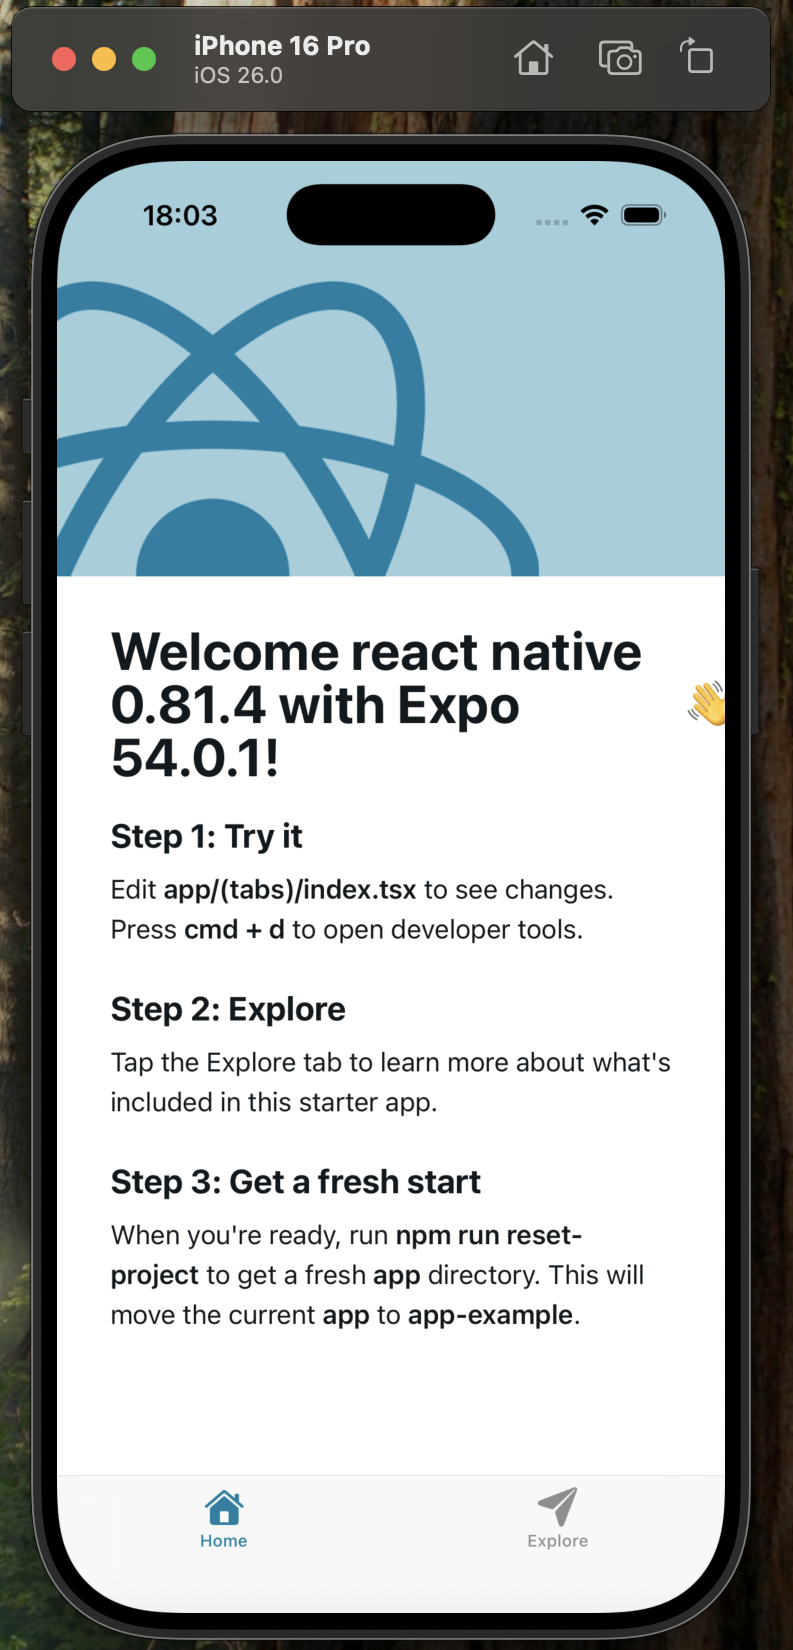 iPhone 16 Pro
iOS 26.0
18:03
Welcome react native
0.81.4 with Expo
54.0.1!
👋
Step 1: Try it
Edit app/(tabs)/index.tsx to see changes.
Press cmd + d to open developer tools.
Step 2: Explore
Tap the Explore tab to learn more about what's
included in this starter app.
Step 3: Get a fresh start
When you're ready, run npm run reset-
project to get a fresh app directory. This will
move the current app to app-example.
Home
Explore